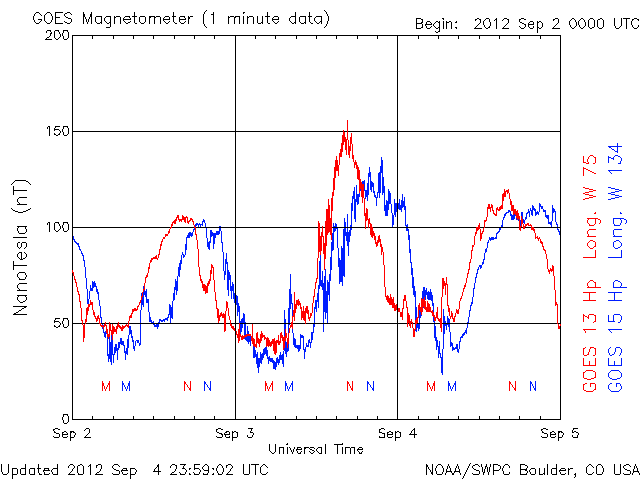 GOES Magnetometer (1 minute data)
Begin: 2012 Sep 2 0000 UTC
200
150
100
50
0
NanoTesla (nT)
M M N N M M N N M M N N
Sep 2 Sep 3 Sep 4 Sep 5
Universal Time
GOES 13 Hp Long. W 75
GOES 15 Hp Long. W 134
Updated 2012 Sep 4 23:59:02 UTC
NOAA/SWPC Boulder, CO USA